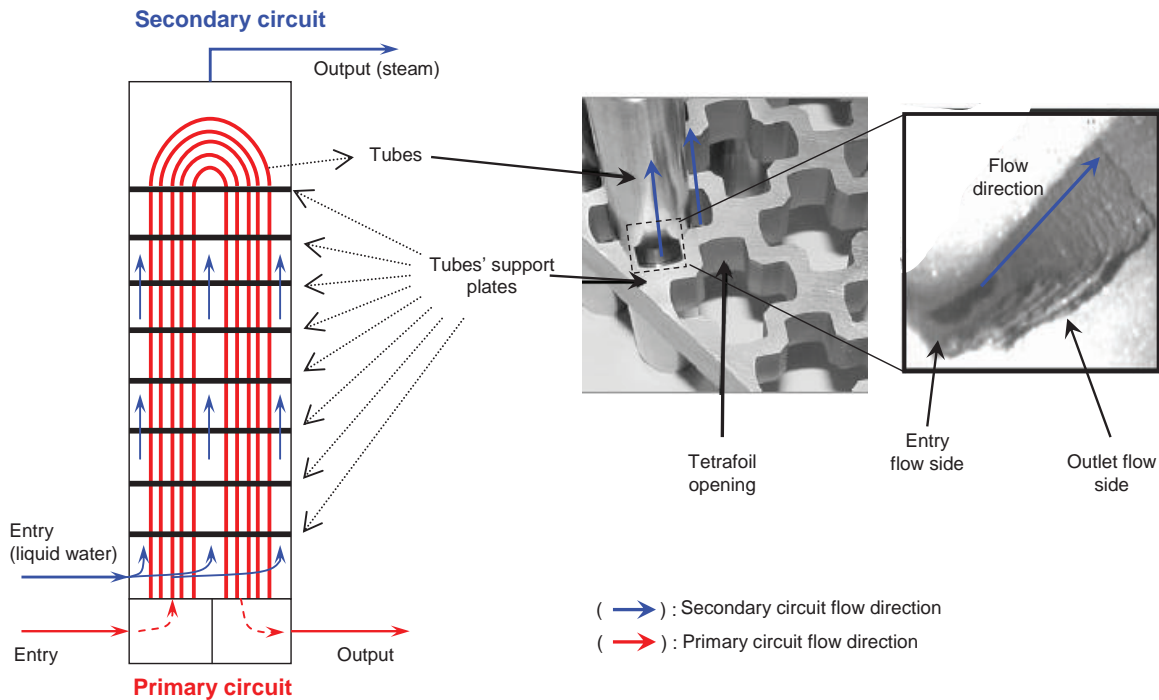 Secondary circuit
Output (steam)
Tubes
Tubes' support
plates
Entry
(liquid water)
Entry
Output
Primary circuit
Flow
direction
Tetrafoil
opening
Entry
flow side
Outlet flow
side
( ) : Secondary circuit flow direction
( ) : Primary circuit flow direction